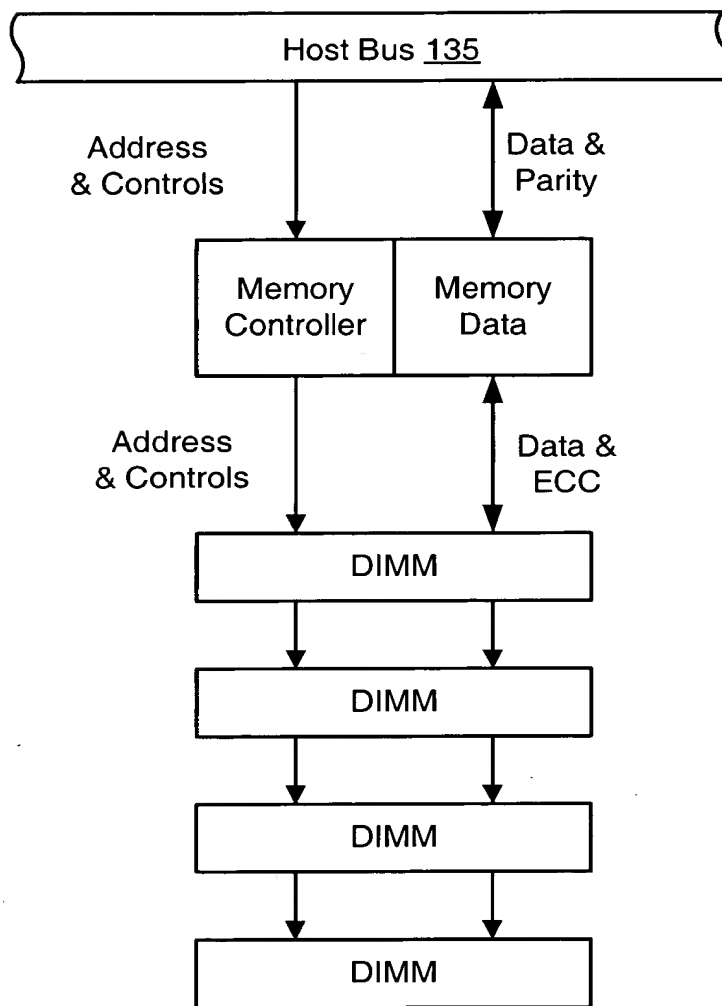 Host Bus 135
Address
& Controls
Data &
Parity
Memory
Controller
Memory
Data
Address
& Controls
Data &
ECC
DIMM
DIMM
DIMM
DIMM